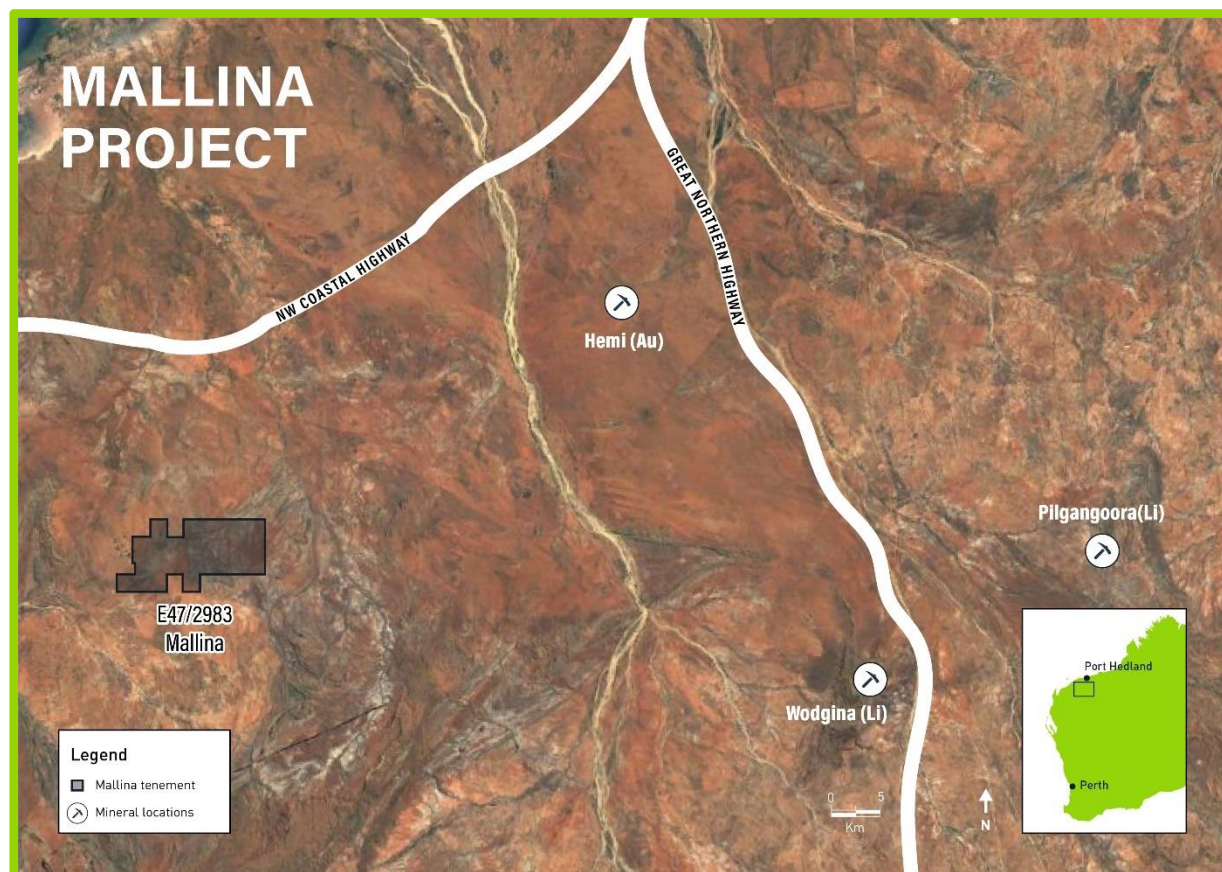 MALLINA
PROJECT
NW COASTAL HIGHWAY
GREAT NORTHERN HIGHWAY
Hemi (Au)
Pilgangoora(Li)
E47/2983
Mallina
Wodgina (Li)
Legend
Mallina tenement
Mineral locations
0 5
Km
N
Port Hedland
Perth